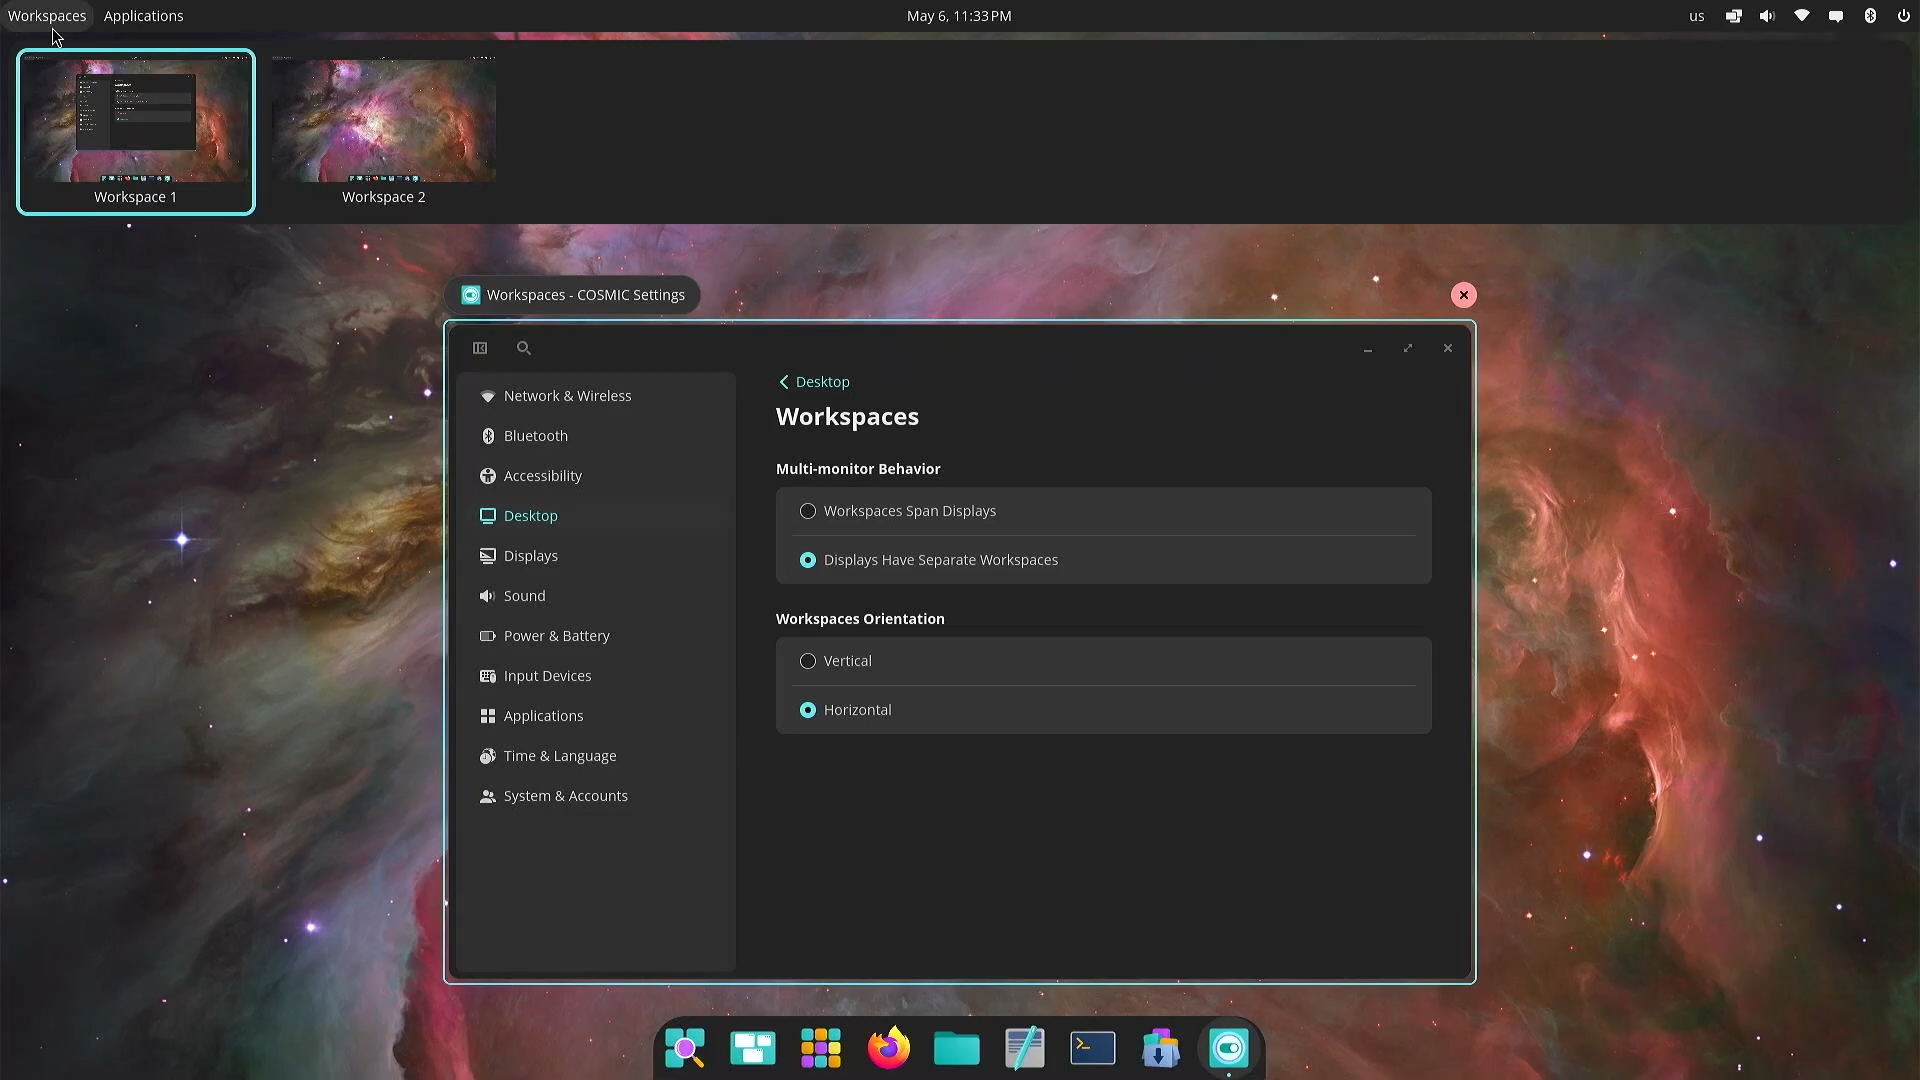 Workspaces Applications May 6, 11:33 PM us
Workspace 1
Workspace 2
Workspaces - COSMIC Settings
Network & Wireless
Bluetooth
Accessibility
Desktop
Displays
Sound
Power & Battery
Input Devices
Applications
Time & Language
System & Accounts
Desktop
Workspaces
Multi-monitor Behavior
Workspaces Span Displays
Displays Have Separate Workspaces
Workspaces Orientation
Vertical
Horizontal